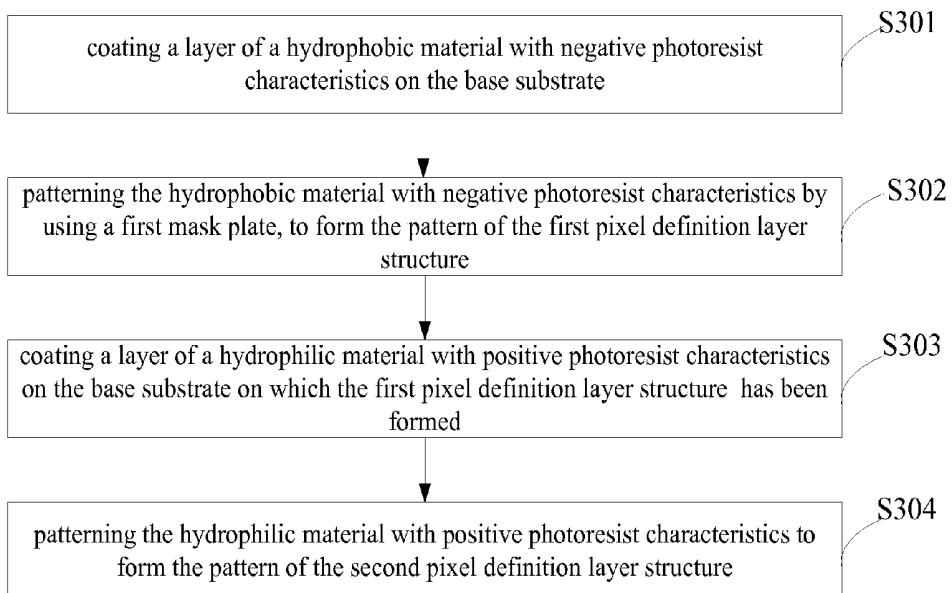 coating a layer of a hydrophobic material with negative photoresist
characteristics on the base substrate
S301
patterning the hydrophobic material with negative photoresist characteristics by
using a first mask plate, to form the pattern of the first pixel definition layer
structure
S302
coating a layer of a hydrophilic material with positive photoresist characteristics
on the base substrate on which the first pixel definition layer structure has been
formed
S303
patterning the hydrophilic material with positive photoresist characteristics to
form the pattern of the second pixel definition layer structure
S304